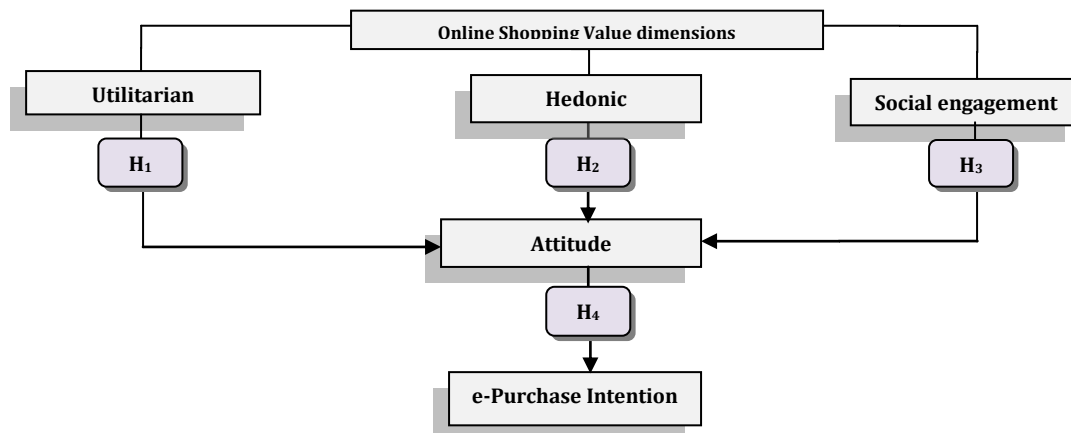 Online Shopping Value dimensions
Utilitarian
Hedonic
Social engagement
H₁
H₂
H₃
Attitude
H₄
e-Purchase Intention